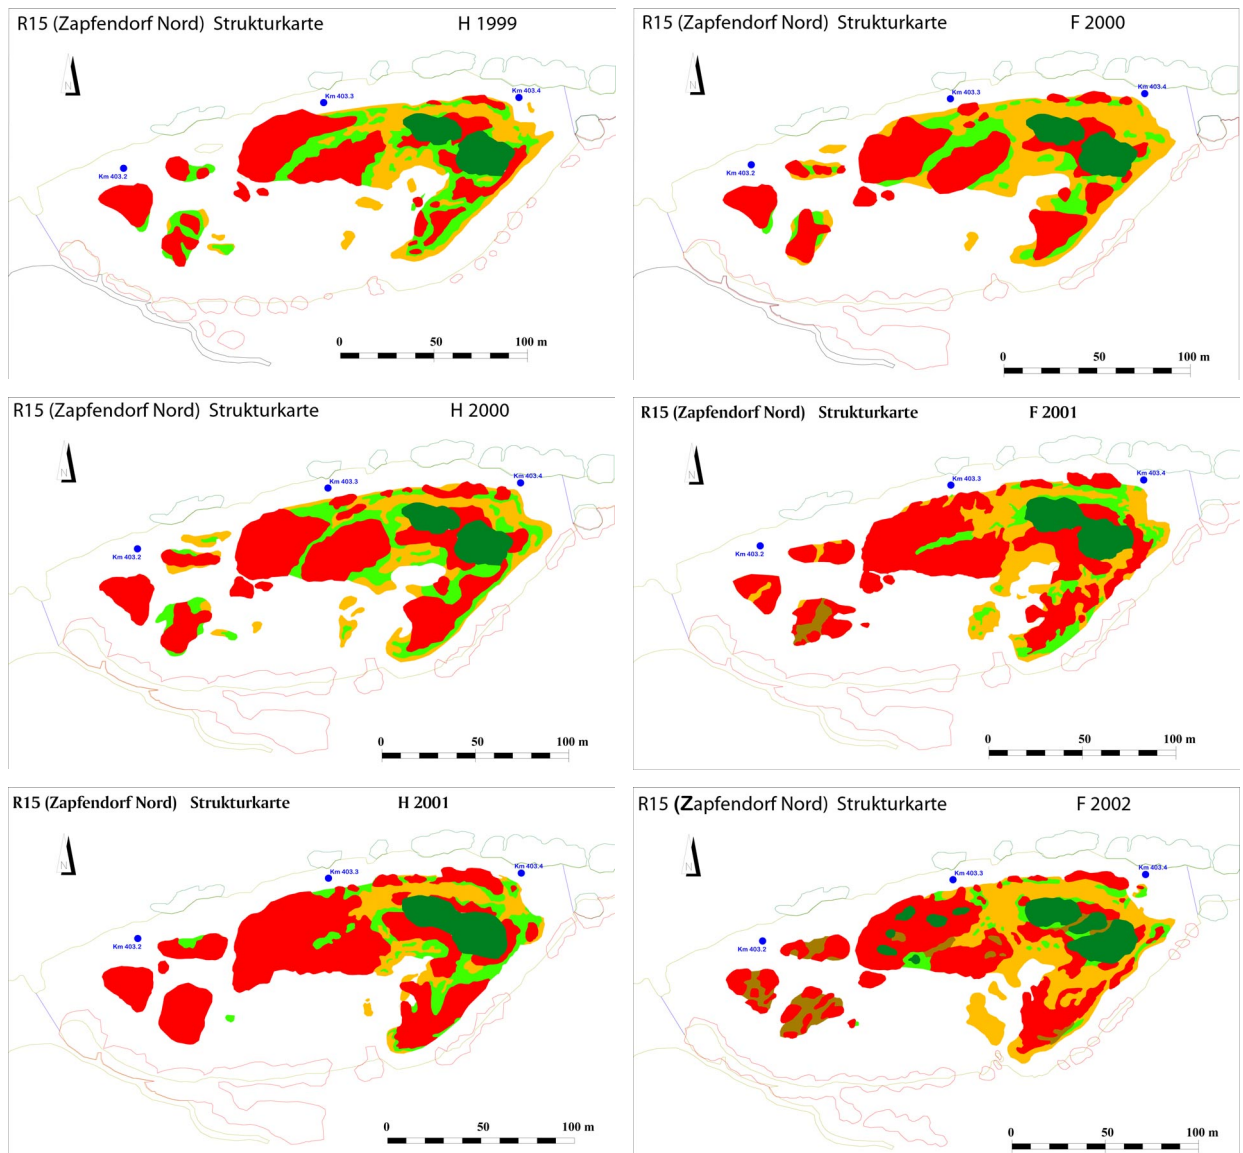 R15 (Zapfendorf Nord) Strukturkarte H 1999
N
Km 403.3
Km 403.4
Km 403.2
0 50 100 m
R15 (Zapfendorf Nord) Strukturkarte F 2000
N
Km 403.3
Km 403.4
Km 403.2
0 50 100 m
R15 (Zapfendorf Nord) Strukturkarte H 2000
N
Km 403.3
Km 403.4
Km 403.2
0 50 100 m
R15 (Zapfendorf Nord) Strukturkarte F 2001
N
Km 403.3
Km 403.4
Km 403.2
0 50 100 m
R15 (Zapfendorf Nord) Strukturkarte H 2001
N
Km 403.3
Km 403.4
Km 403.2
0 50 100 m
R15 (Zapfendorf Nord) Strukturkarte F 2002
N
Km 403.3
Km 403.4
Km 403.2
0 50 100 m